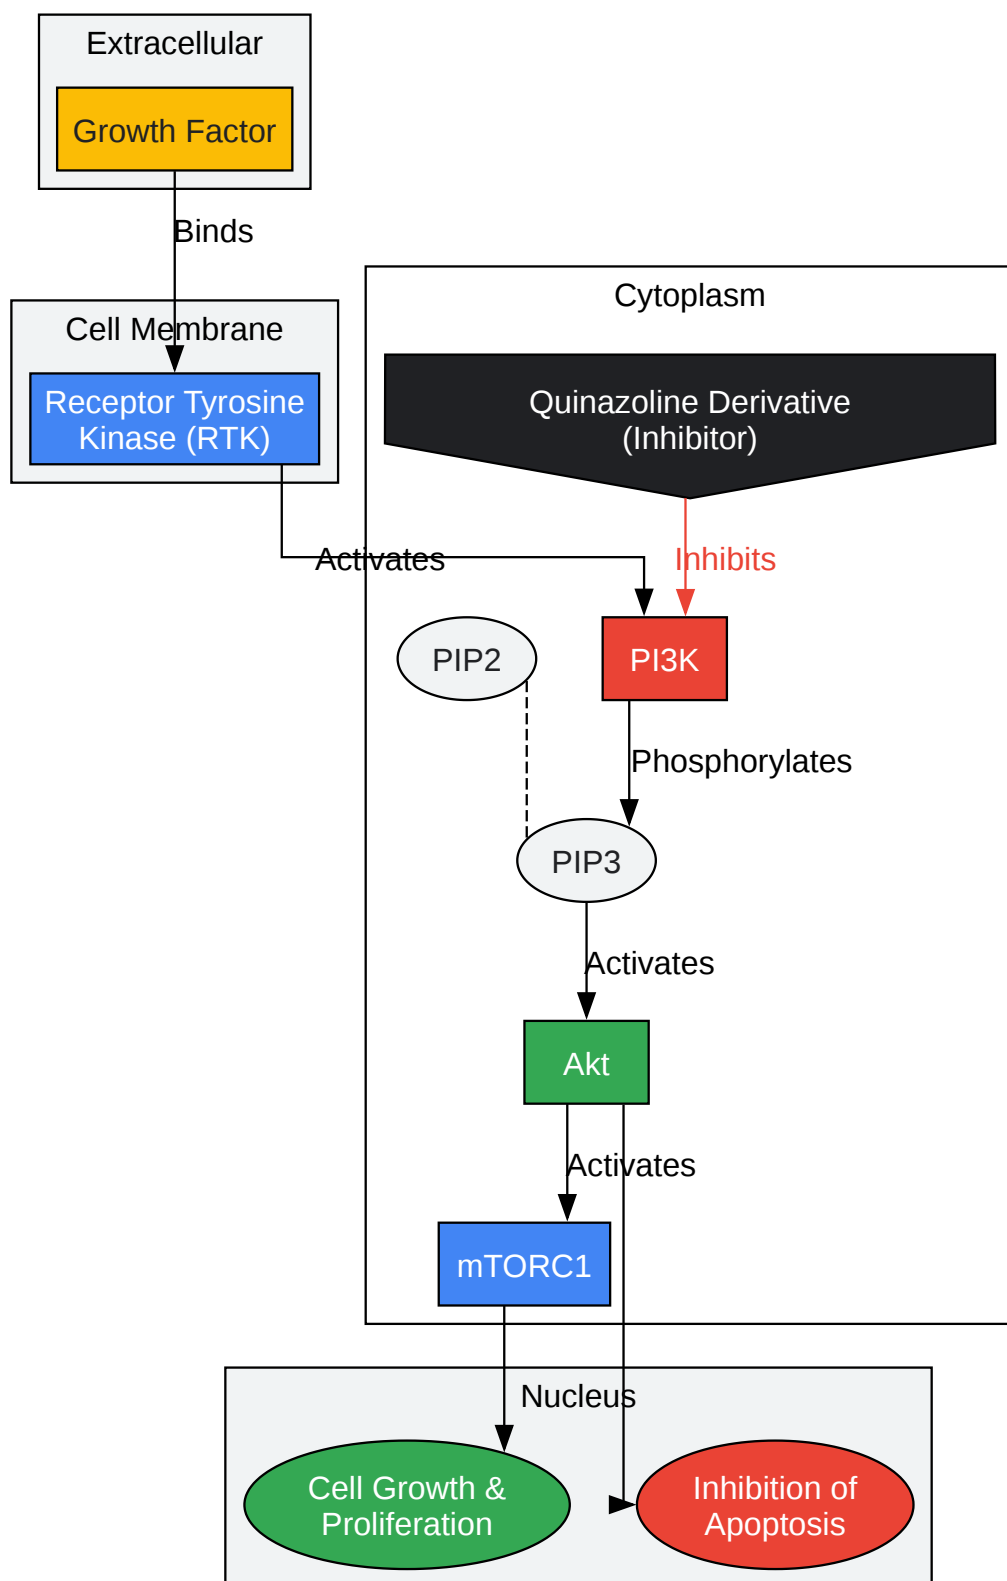 Extracellular
Growth Factor
Binds
Cytoplasm
Cell Membrane
Receptor Tyrosine
Kinase (RTK)
Quinazoline Derivative
(Inhibitor)
Activates
Inhibits
PIP2
PI3K
Phosphorylates
PIP3
Activates
Akt
Activates
mTORC1
Nucleus
Cell Growth &
Proliferation
Inhibition of
Apoptosis